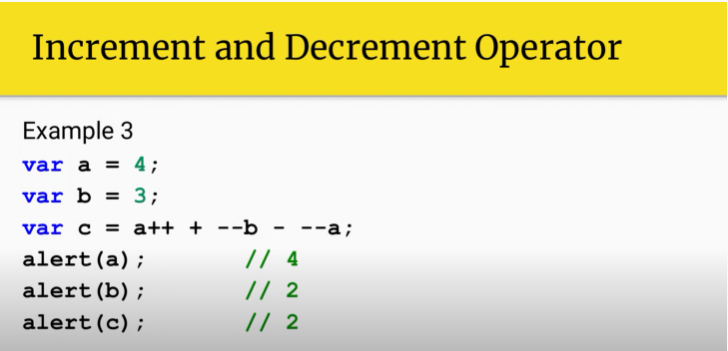 Increment and Decrement Operator
Example 3
var a = 4;
var b = 3;
var c = a++ + --b - --a;
alert(a); // 4
alert(b); // 2
alert(c); // 2